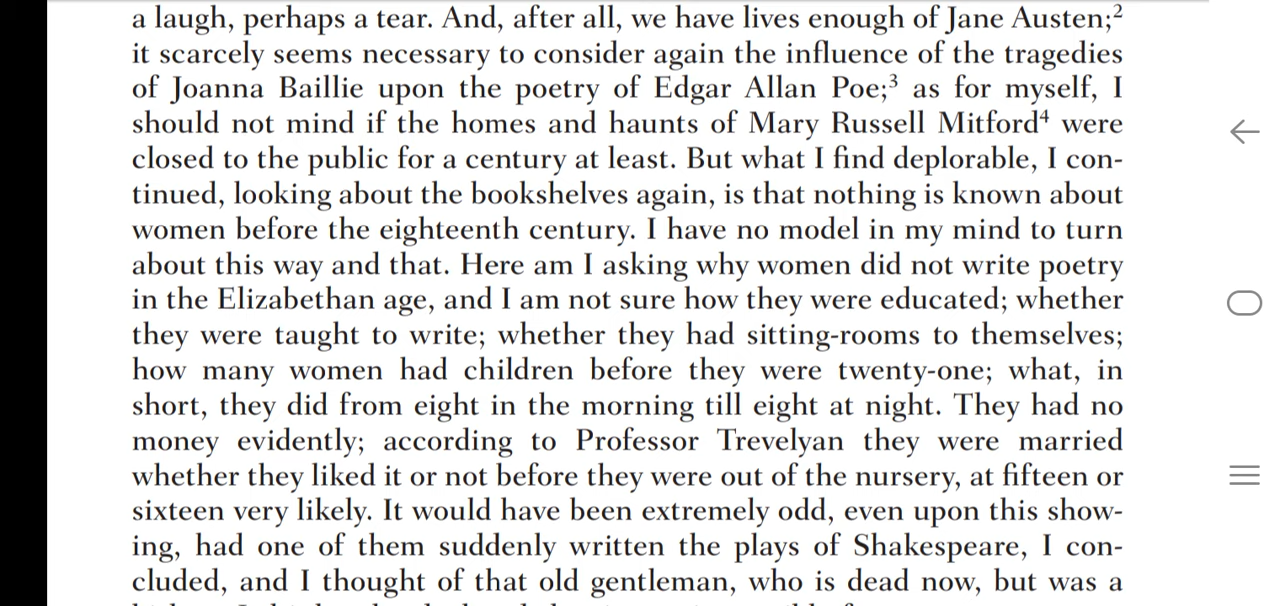 a laugh, perhaps a tear. And, after all, we have lives enough of Jane Austen;²
it scarcely seems necessary to consider again the influence of the tragedies
of Joanna Baillie upon the poetry of Edgar Allan Poe;³ as for myself, I
should not mind if the homes and haunts of Mary Russell Mitford⁴ were
closed to the public for a century at least. But what I find deplorable, I con-
tinued, looking about the bookshelves again, is that nothing is known about
women before the eighteenth century. I have no model in my mind to turn
about this way and that. Here am I asking why women did not write poetry
in the Elizabethan age, and I am not sure how they were educated; whether
they were taught to write; whether they had sitting-rooms to themselves;
how many women had children before they were twenty-one; what, in
short, they did from eight in the morning till eight at night. They had no
money evidently; according to Professor Trevelyan they were married
whether they liked it or not before they were out of the nursery, at fifteen or
sixteen very likely. It would have been extremely odd, even upon this show-
ing, had one of them suddenly written the plays of Shakespeare, I con-
cluded, and I thought of that old gentleman, who is dead now, but was a